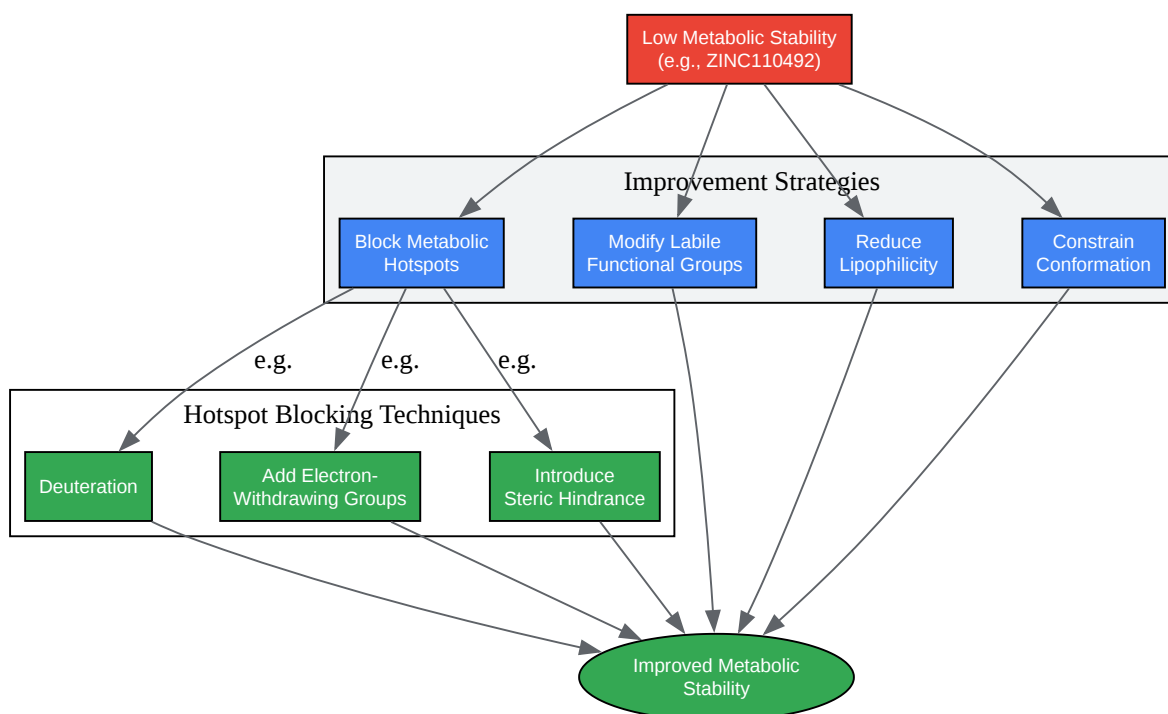 Low Metabolic Stability
(e.g., ZINC110492)
Improvement Strategies
Block Metabolic
Hotspots
Modify Labile
Functional Groups
Reduce
Lipophilicity
Constrain
Conformation
e.g.
e.g.
e.g.
Hotspot Blocking Techniques
Deuteration
Add Electron-
Withdrawing Groups
Introduce
Steric Hindrance
Improved Metabolic
Stability